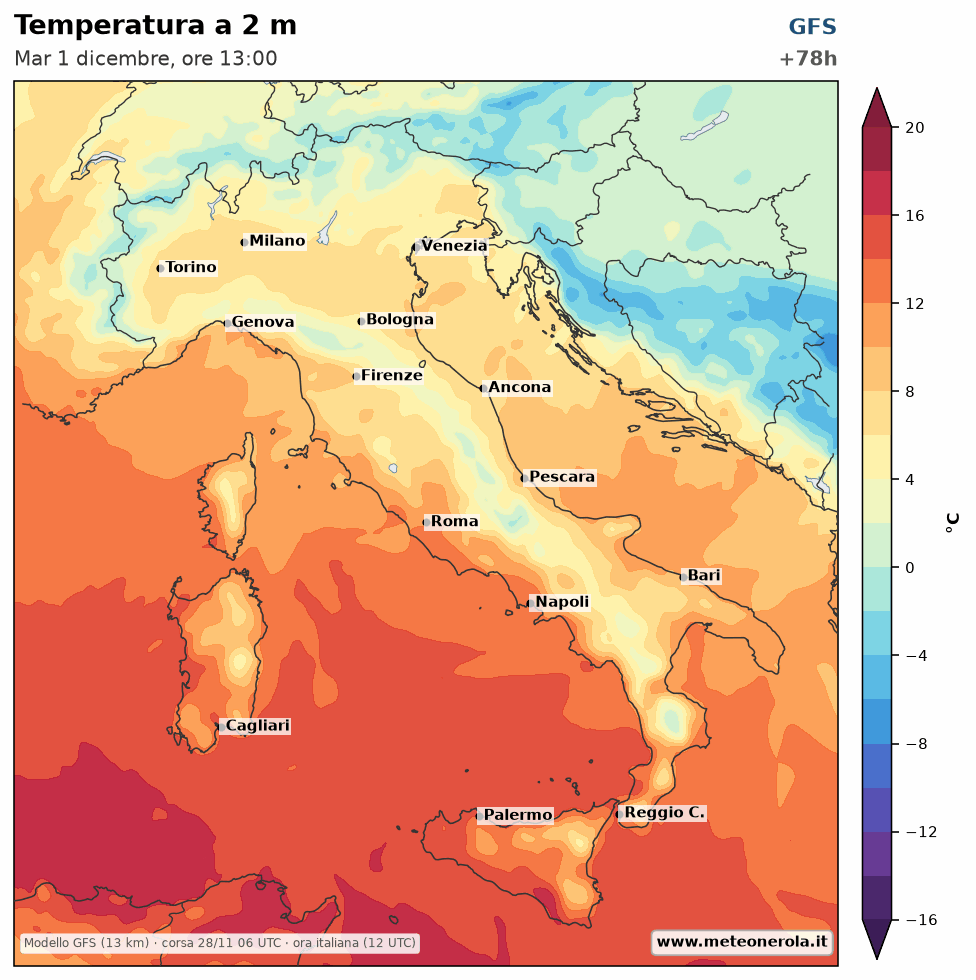 Temperatura a 2 m
GFS
Mar 1 dicembre, ore 13:00
+78h
20
16
12
8
4
0
−4
−8
−12
−16
°C
Milano
Venezia
Torino
Genova
Bologna
Firenze
Ancona
Pescara
Roma
Bari
Napoli
Cagliari
Palermo
Reggio C.
Modello GFS (13 km) · corsa 28/11 06 UTC · ora italiana (12 UTC)
www.meteonerola.it